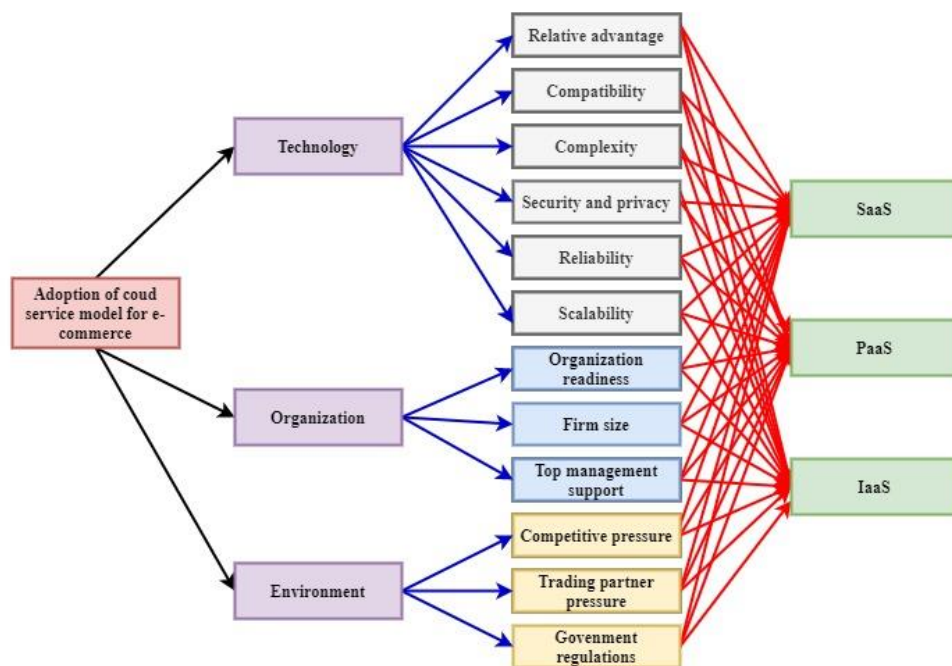 Relative advantage
Compatibility
Technology
Complexity
Security and privacy
SaaS
Reliability
Adoption of coud
service model for e-
commerce
Scalability
Organization
readiness
PaaS
Organization
Firm size
Top management
support
IaaS
Competitive pressure
Environment
Trading partner
pressure
Govenment
regulations